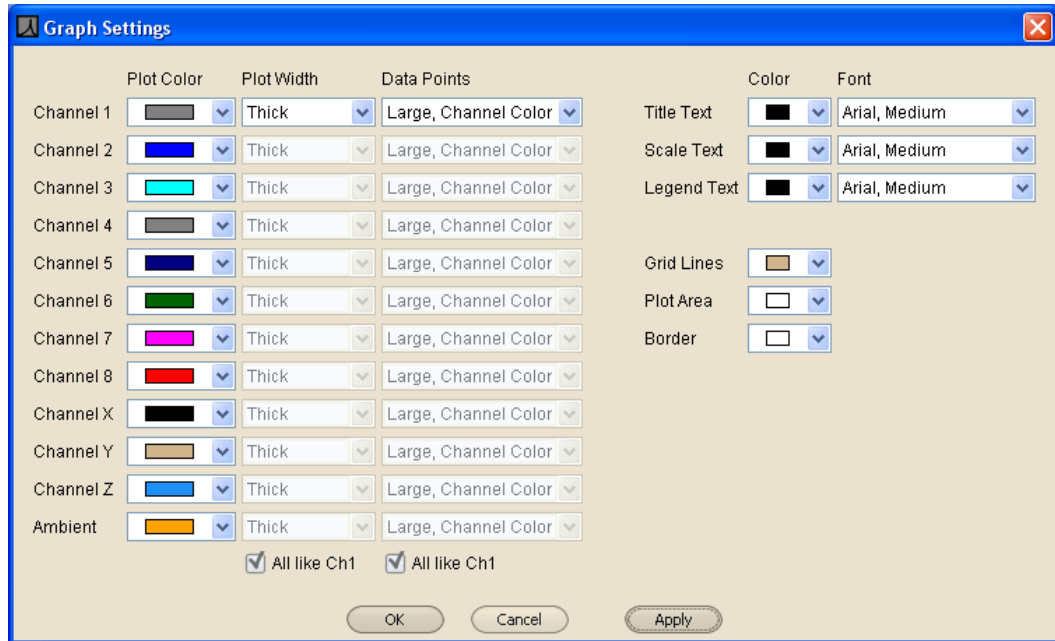 Graph Settings
Plot Color Plot Width Data Points Color Font
Channel 1 Thick Large, Channel Color Title Text Arial, Medium
Channel 2 Thick Large, Channel Color Scale Text Arial, Medium
Channel 3 Thick Large, Channel Color Legend Text Arial, Medium
Channel 4 Thick Large, Channel Color
Channel 5 Thick Large, Channel Color Grid Lines
Channel 6 Thick Large, Channel Color Plot Area
Channel 7 Thick Large, Channel Color Border
Channel 8 Thick Large, Channel Color
Channel X Thick Large, Channel Color
Channel Y Thick Large, Channel Color
Channel Z Thick Large, Channel Color
Ambient Thick Large, Channel Color
All like Ch1 All like Ch1
OK Cancel Apply